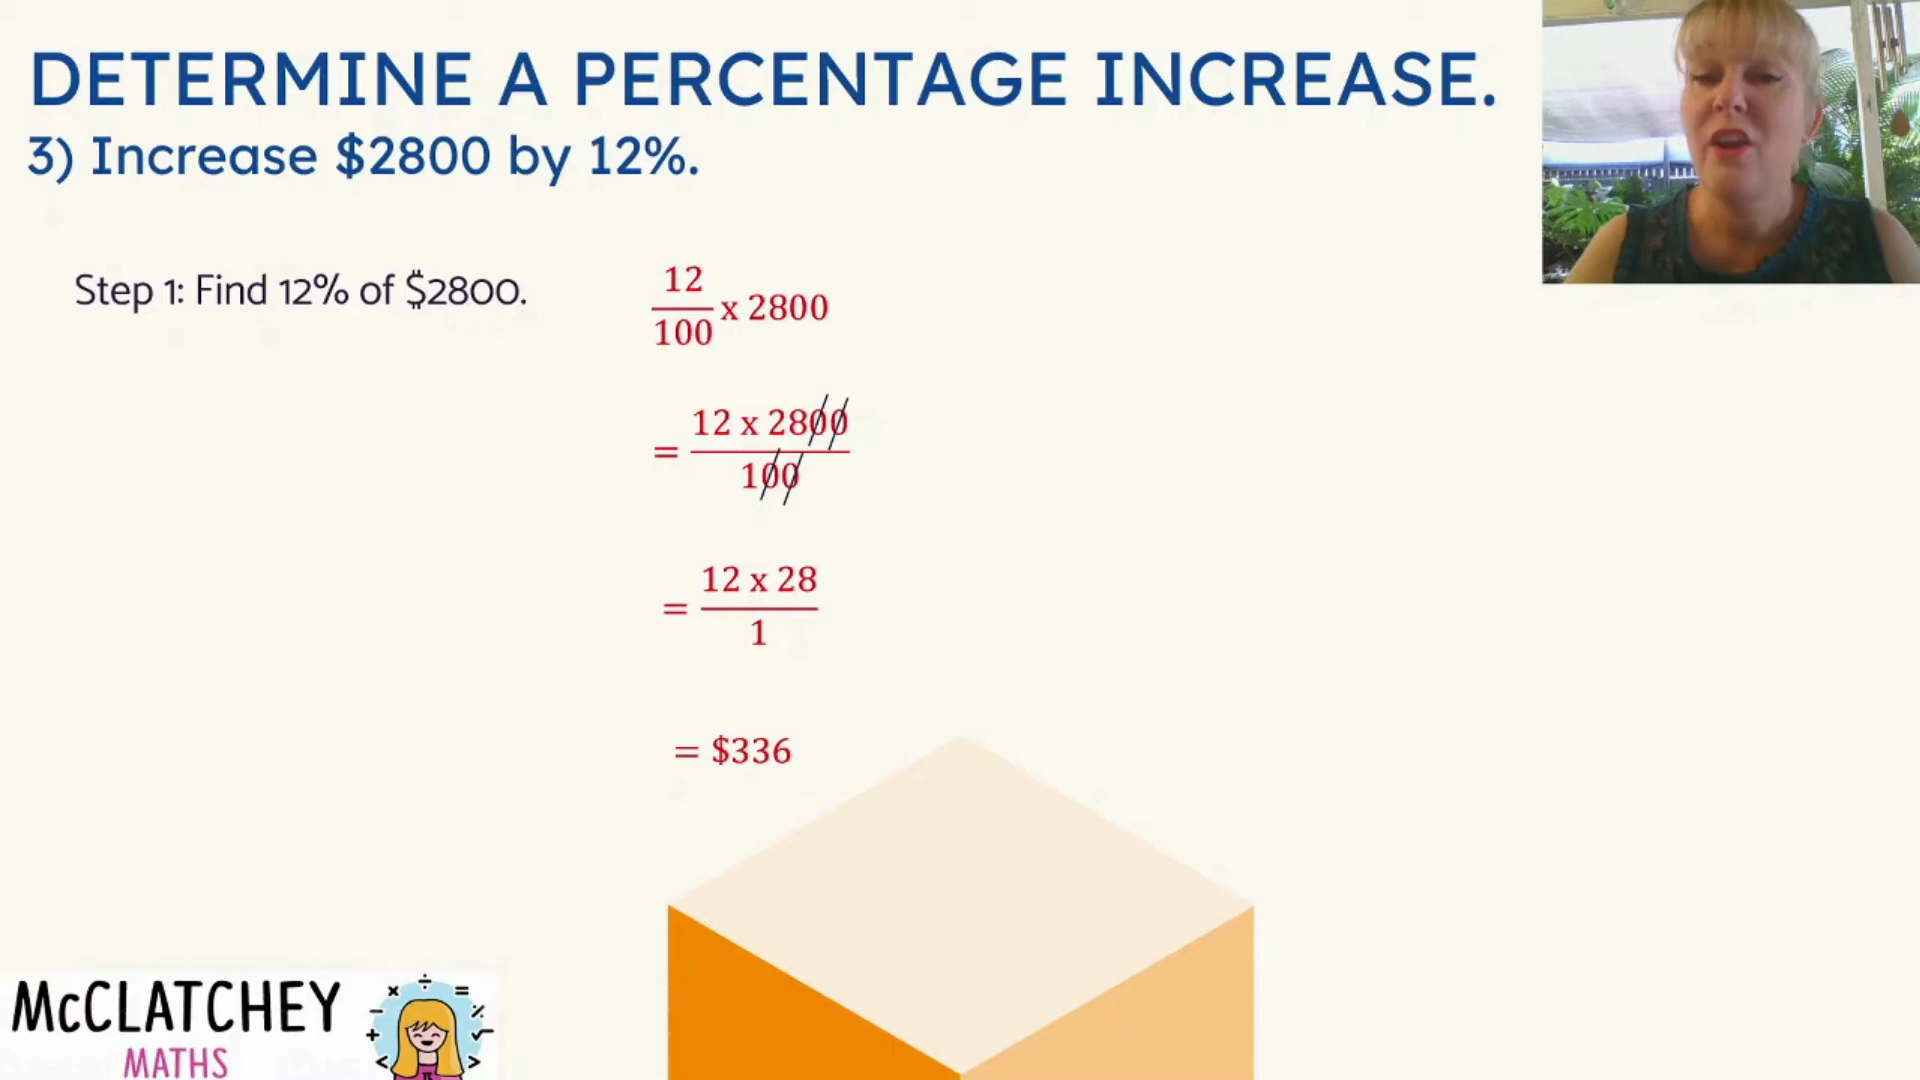 DETERMINE A PERCENTAGE INCREASE.
3) Increase $2800 by 12%.
Step 1: Find 12% of $2800.
12
100
x 2800
=
12 x 2800
100
=
12 x 28
1
= $336
McCLATCHEY
MATHS